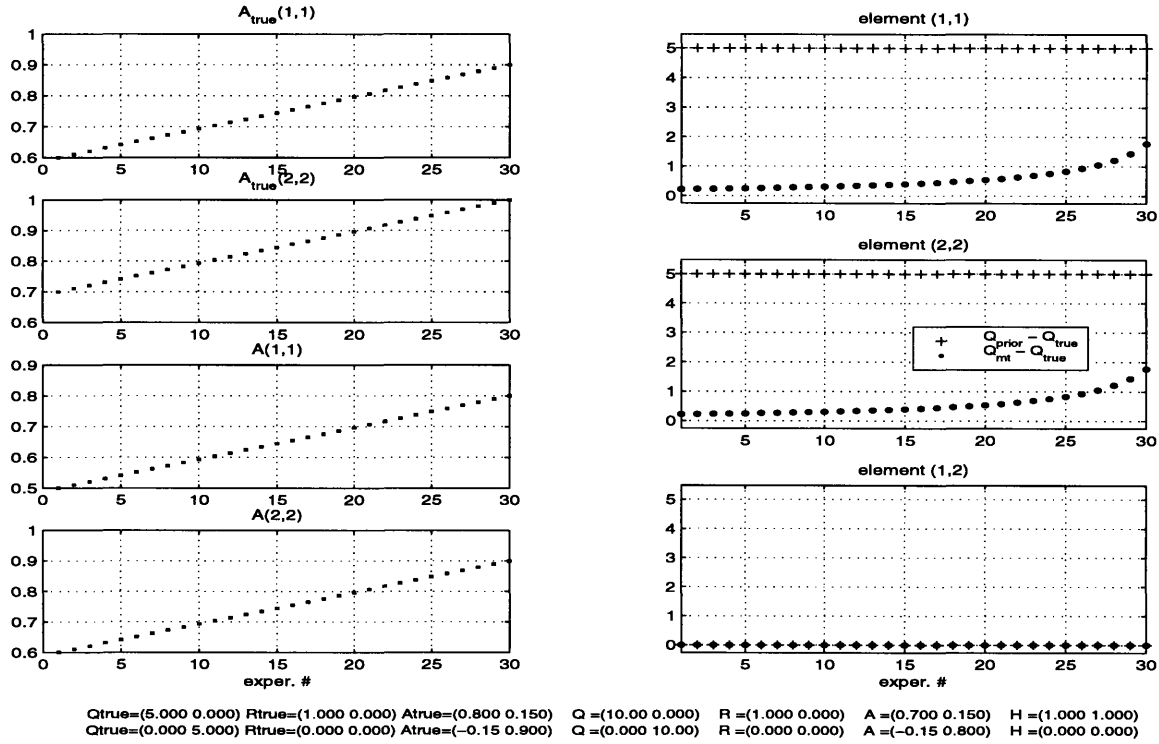 A_true(1,1)
1
0.9
0.8
0.7
0.6
0 5 10 15 20 25 30
A_true(2,2)
1
0.9
0.8
0.7
0.6
0 5 10 15 20 25 30
A(1,1)
0.9
0.8
0.7
0.6
0.5
0 5 10 15 20 25 30
A(2,2)
1
0.9
0.8
0.7
0.6
0 5 10 15 20 25 30
exper. #
element (1,1)
5
4
3
2
1
0
5 10 15 20 25 30
element (2,2)
5
4
3
2
1
0
Q_prior − Q_true
Q_mt − Q_true
5 10 15 20 25 30
element (1,2)
5
4
3
2
1
0
5 10 15 20 25 30
exper. #
Qtrue=(5.000 0.000) Rtrue=(1.000 0.000) Atrue=(0.800 0.150) Q =(10.00 0.000) R =(1.000 0.000) A =(0.700 0.150) H =(1.000 1.000)
Qtrue=(0.000 5.000) Rtrue=(0.000 0.000) Atrue=(−0.15 0.900) Q =(0.000 10.00) R =(0.000 0.000) A =(−0.15 0.800) H =(0.000 0.000)